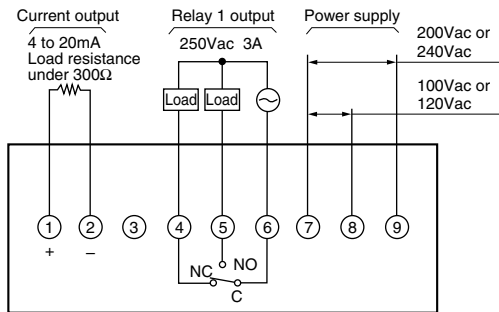 Current output
4 to 20mA
Load resistance
under 300Ω
Relay 1 output
250Vac 3A
Load
Load
Power supply
200Vac or
240Vac
100Vac or
120Vac
1
2
3
4
5
6
7
8
9
+
–
NC
NO
C